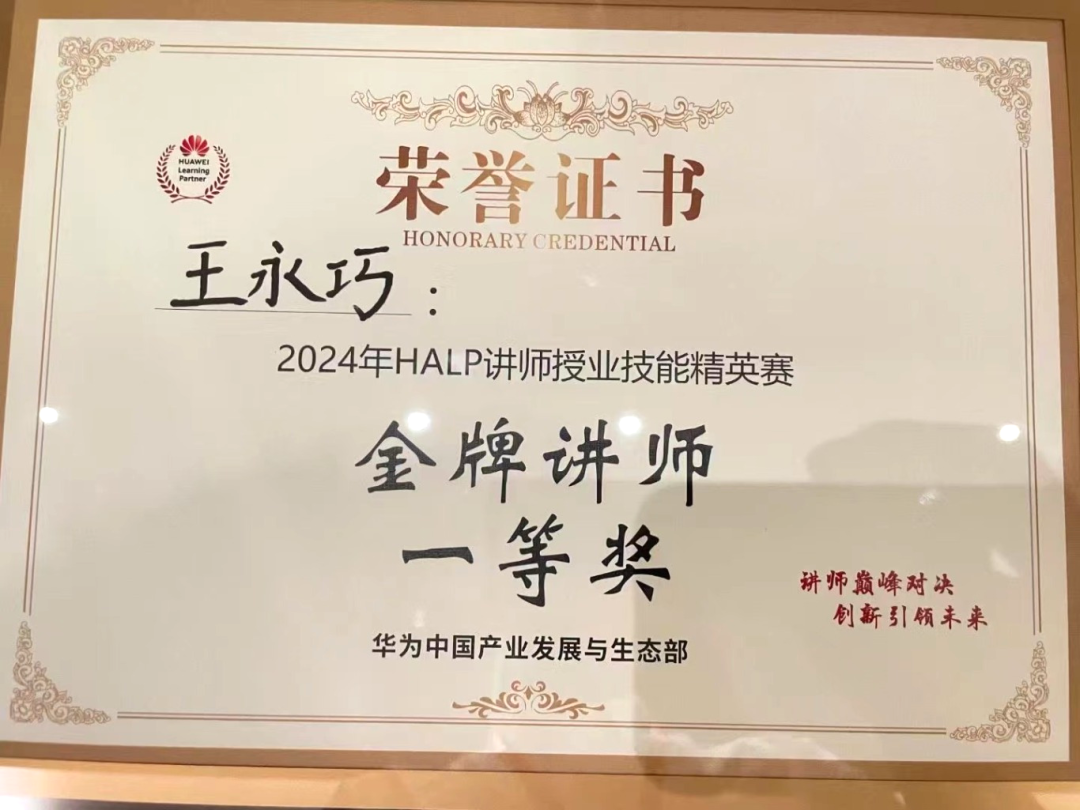 HUAWEI
Learning
Partner
荣誉证书
HONORARY CREDENTIAL
王永巧：
2024年HALP讲师授业技能精英赛
金牌讲师
一等奖
讲师巅峰对决
创新引领未来
华为中国产业发展与生态部